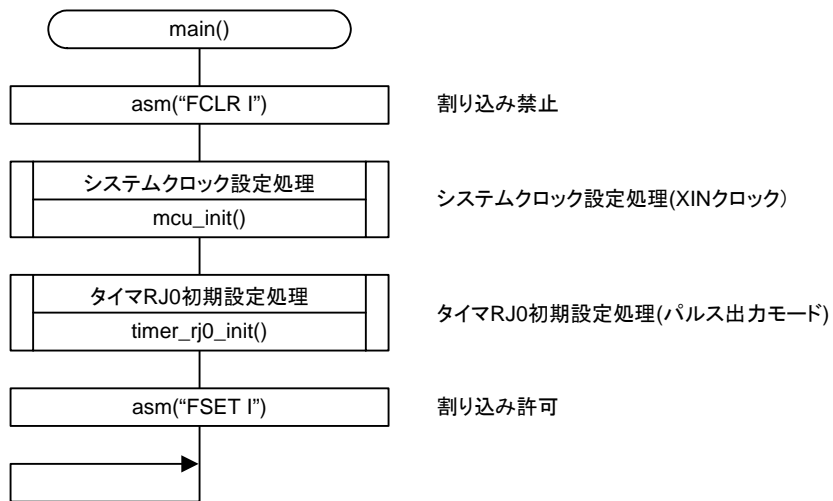 main()
asm(“FCLR I”) 割り込み禁止
システムクロック設定処理
mcu_init()
システムクロック設定処理(XINクロック）
タイマRJ0初期設定処理
timer_rj0_init()
タイマRJ0初期設定処理(パルス出力モード)
asm(“FSET I”) 割り込み許可